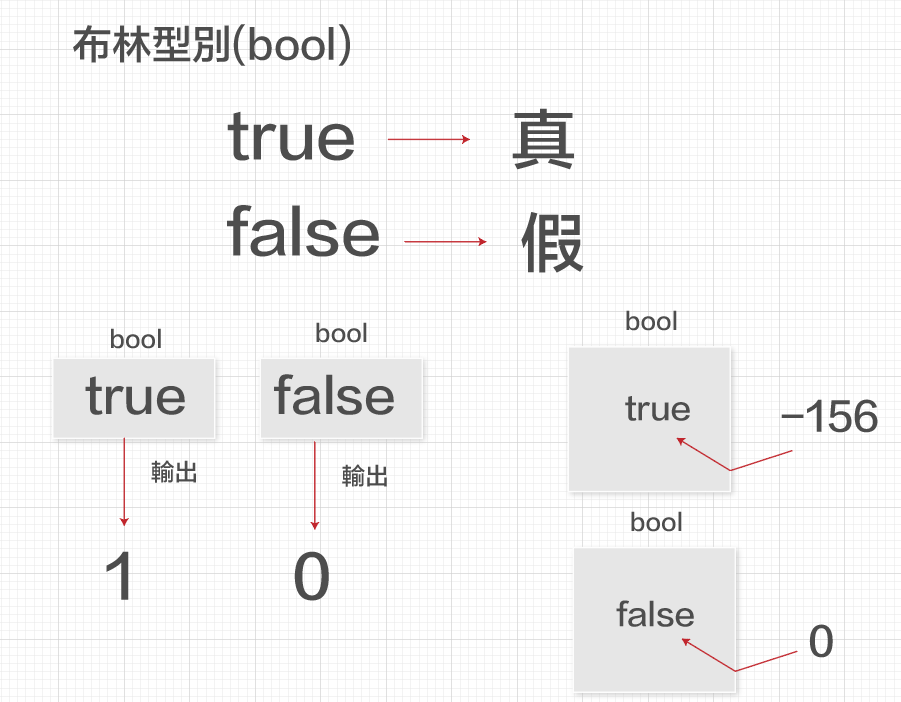 布林型別(bool)
true 真
false 假
bool
true
輸出
1
bool
false
輸出
0
bool
true
−156
bool
false
0